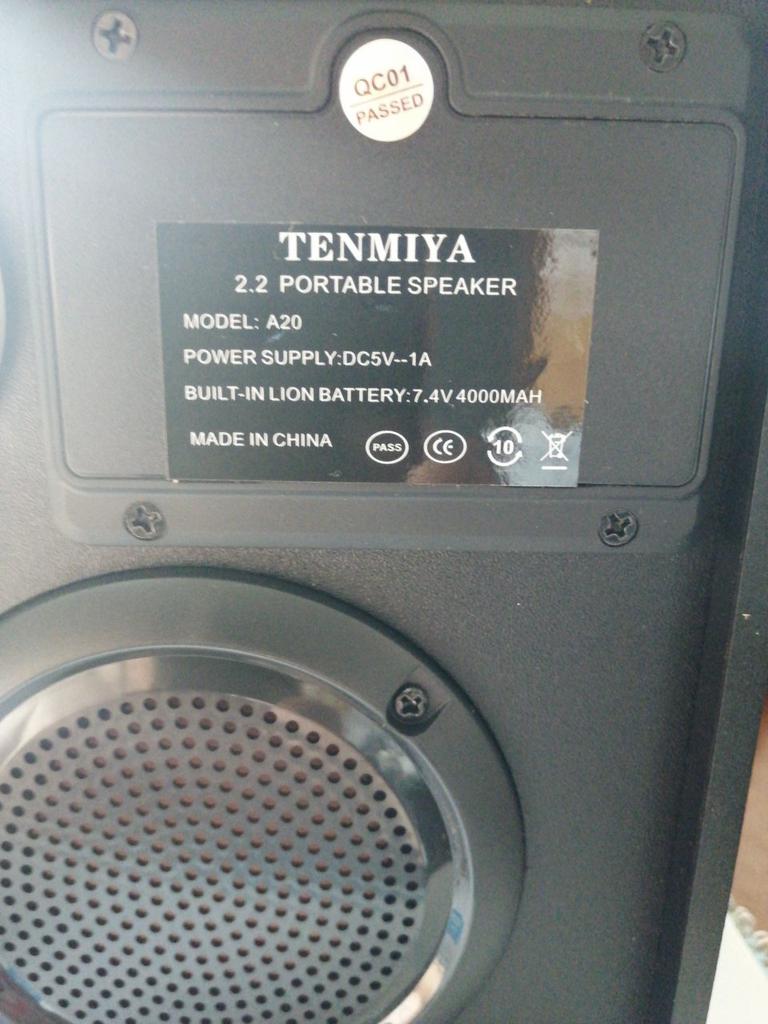 QC01
PASSED
TENMIYA
2.2 PORTABLE SPEAKER
MODEL: A20
POWER SUPPLY:DC5V--1A
BUILT-IN LION BATTERY:7.4V 4000MAH
MADE IN CHINA PASS CE 10